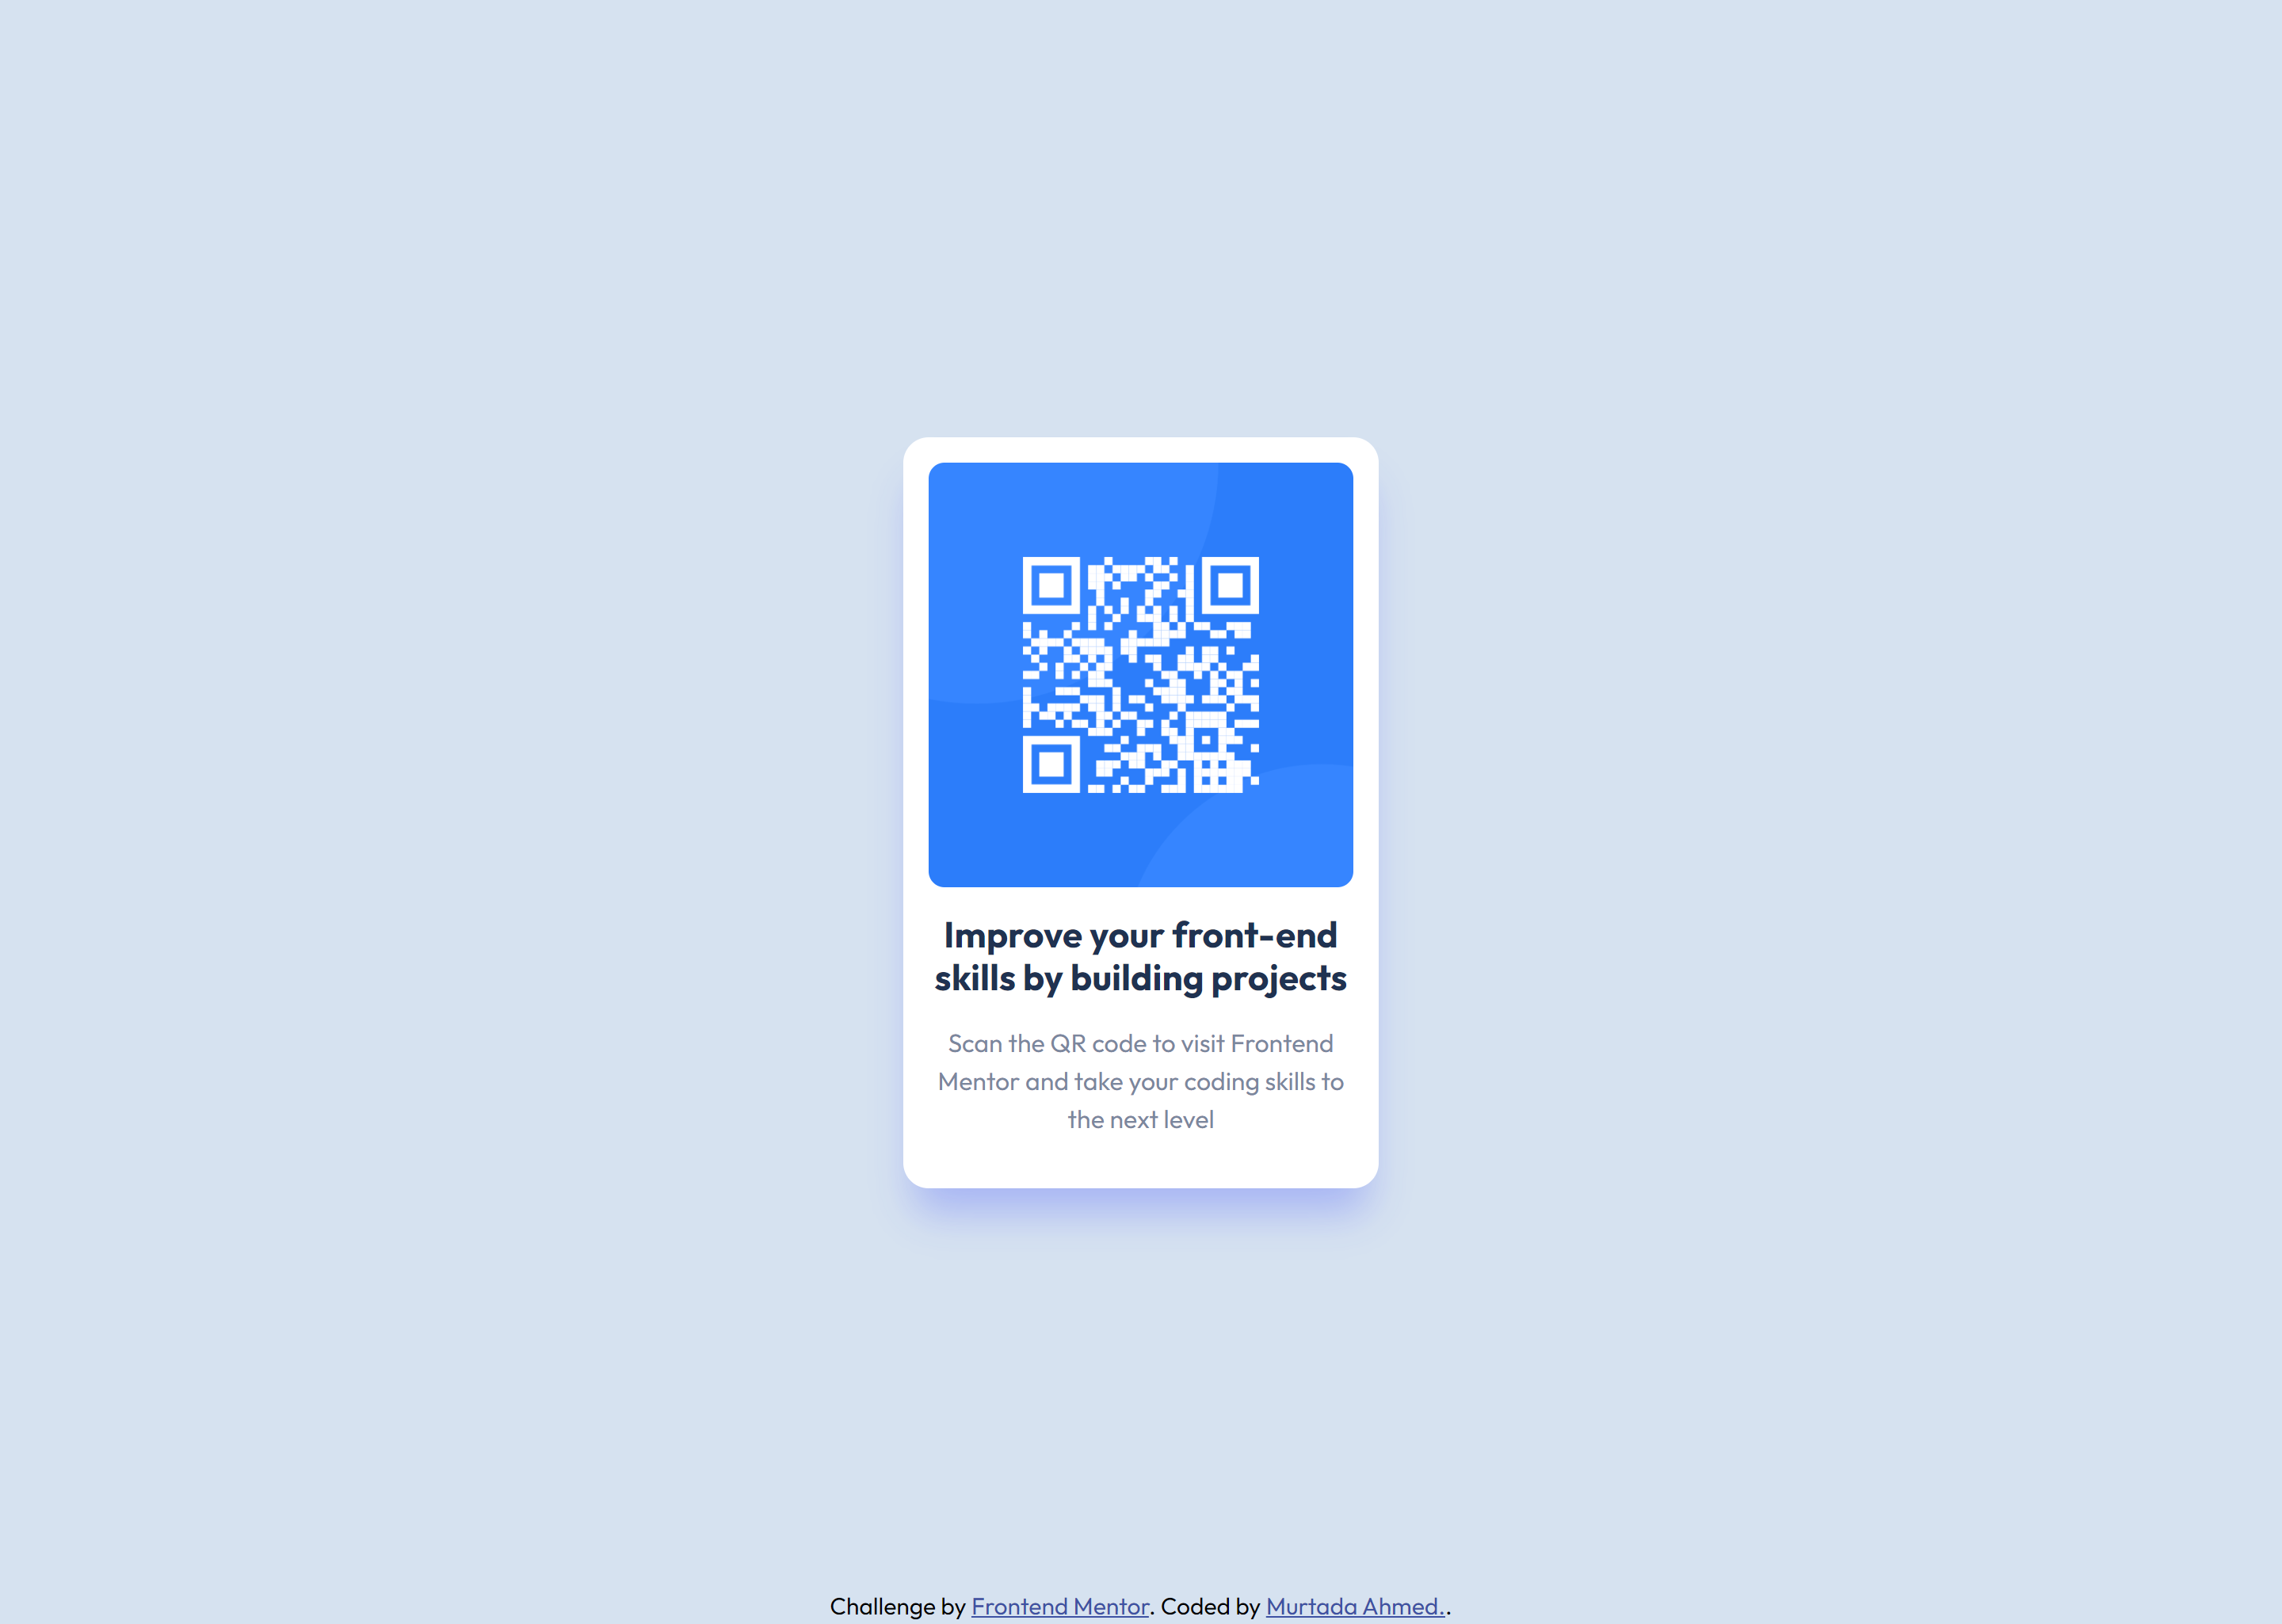 Improve your front-end
skills by building projects
Scan the QR code to visit Frontend
Mentor and take your coding skills to
the next level
Challenge by Frontend Mentor. Coded by Murtada Ahmed..